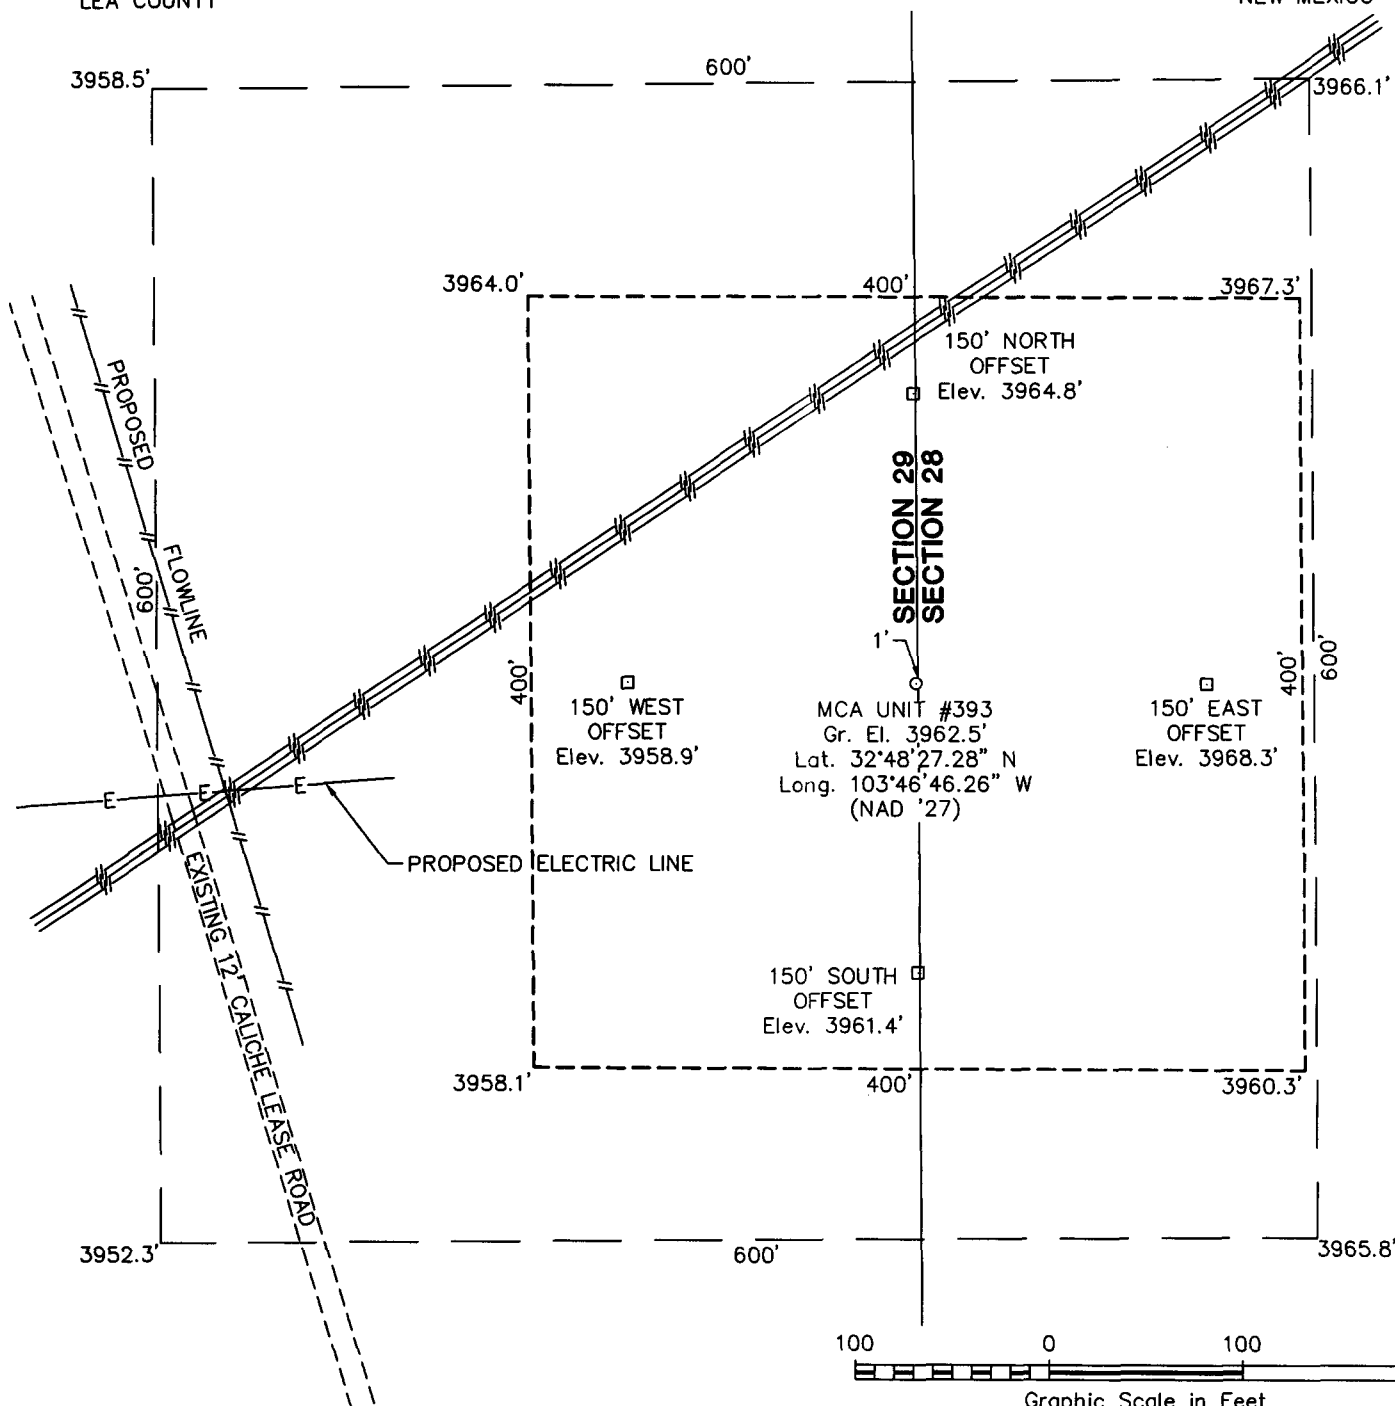 LEA COUNTY
NEW MEXICO
3958.5'
600'
3966.1'
3964.0'
400'
3967.3'
150' NORTH
OFFSET
Elev. 3964.8'
PROPOSED
FLOWLINE
600'
SECTION 29
SECTION 28
1'
400'
150' WEST
OFFSET
Elev. 3958.9'
MCA UNIT #393
Gr. El. 3962.5'
Lat. 32°48'27.28" N
Long. 103°46'46.26" W
(NAD '27)
150' EAST
OFFSET
Elev. 3968.3'
400'
600'
E
E
E
PROPOSED ELECTRIC LINE
EXISTING 12' CALICHE LEASE ROAD
150' SOUTH
OFFSET
Elev. 3961.4'
3958.1'
400'
3960.3'
3952.3'
600'
3965.8'
100 0 100
Graphic Scale in Feet